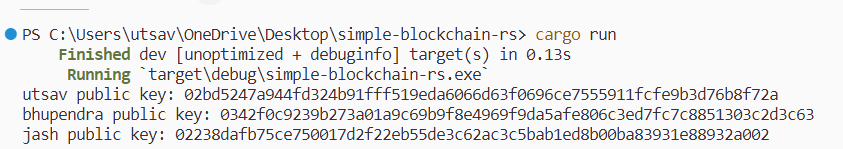 PS C:\Users\utsav\OneDrive\Desktop\simple-blockchain-rs> cargo run
Finished dev [unoptimized + debuginfo] target(s) in 0.13s
Running `target\debug\simple-blockchain-rs.exe`
utsav public key: 02bd5247a944fd324b91fff519eda6066d63f0696ce7555911fcfe9b3d76b8f72a
bhupendra public key: 0342f0c9239b273a01a9c69b9f8e4969f9da5afe806c3ed7fc7c8851303c2d3c63
jash public key: 02238dafb75ce750017d2f22eb55de3c62ac3c5bab1ed8b00ba83931e88932a002